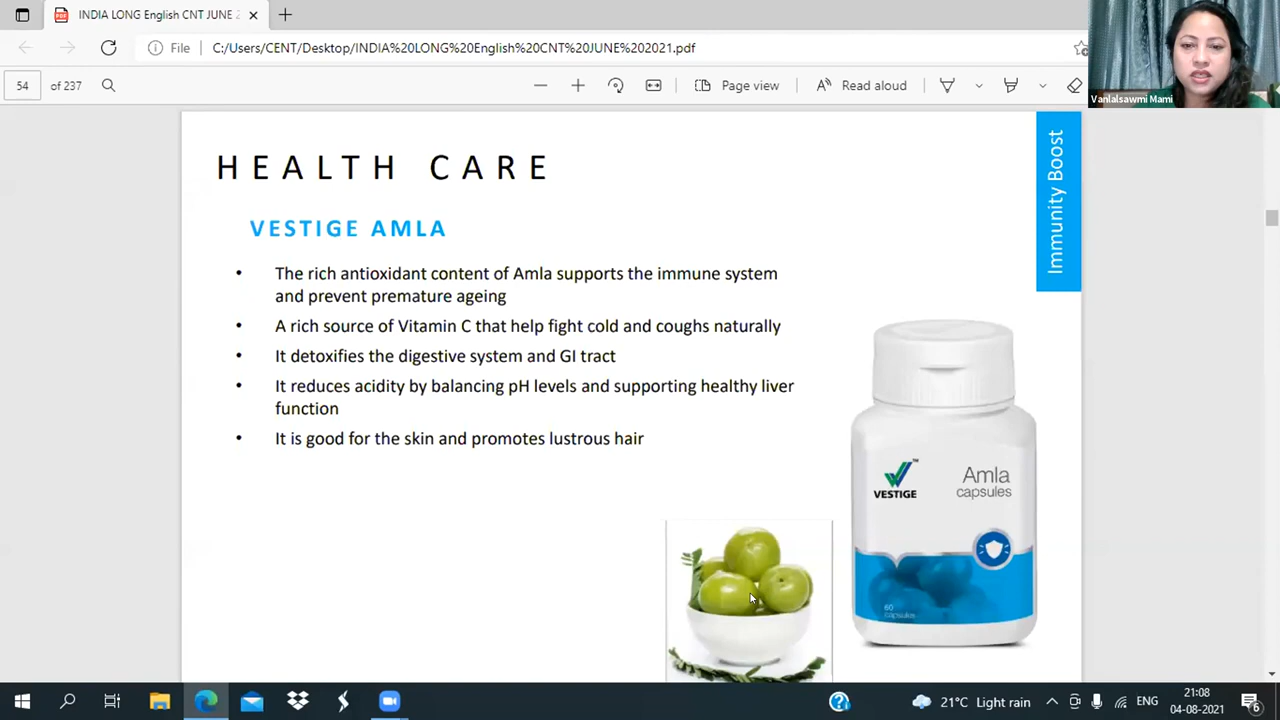 INDIA LONG English CNT JUNE 2
File
C:/Users/CENT/Desktop/INDIA%20LONG%20English%20CNT%20JUNE%202021.pdf
54 of 237
Page view
Read aloud
Vanlalsawmi Mami
HEALTH CARE
Immunity Boost
VESTIGE AMLA
• The rich antioxidant content of Amla supports the immune system
and prevent premature ageing
• A rich source of Vitamin C that help fight cold and coughs naturally
• It detoxifies the digestive system and GI tract
• It reduces acidity by balancing pH levels and supporting healthy liver
function
• It is good for the skin and promotes lustrous hair
VESTIGE
TM
Amla
capsules
60
capsules
21°C Light rain
ENG
21:08
04-08-2021
6